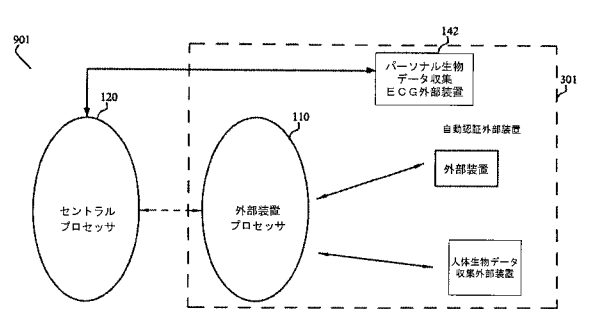 901
142
パーソナル生物
データ収集
ECG外部装置
301
120
110
自動認証外部装置
外部装置
セントラル
プロセッサ
外部装置
プロセッサ
人体生物データ
収集外部装置